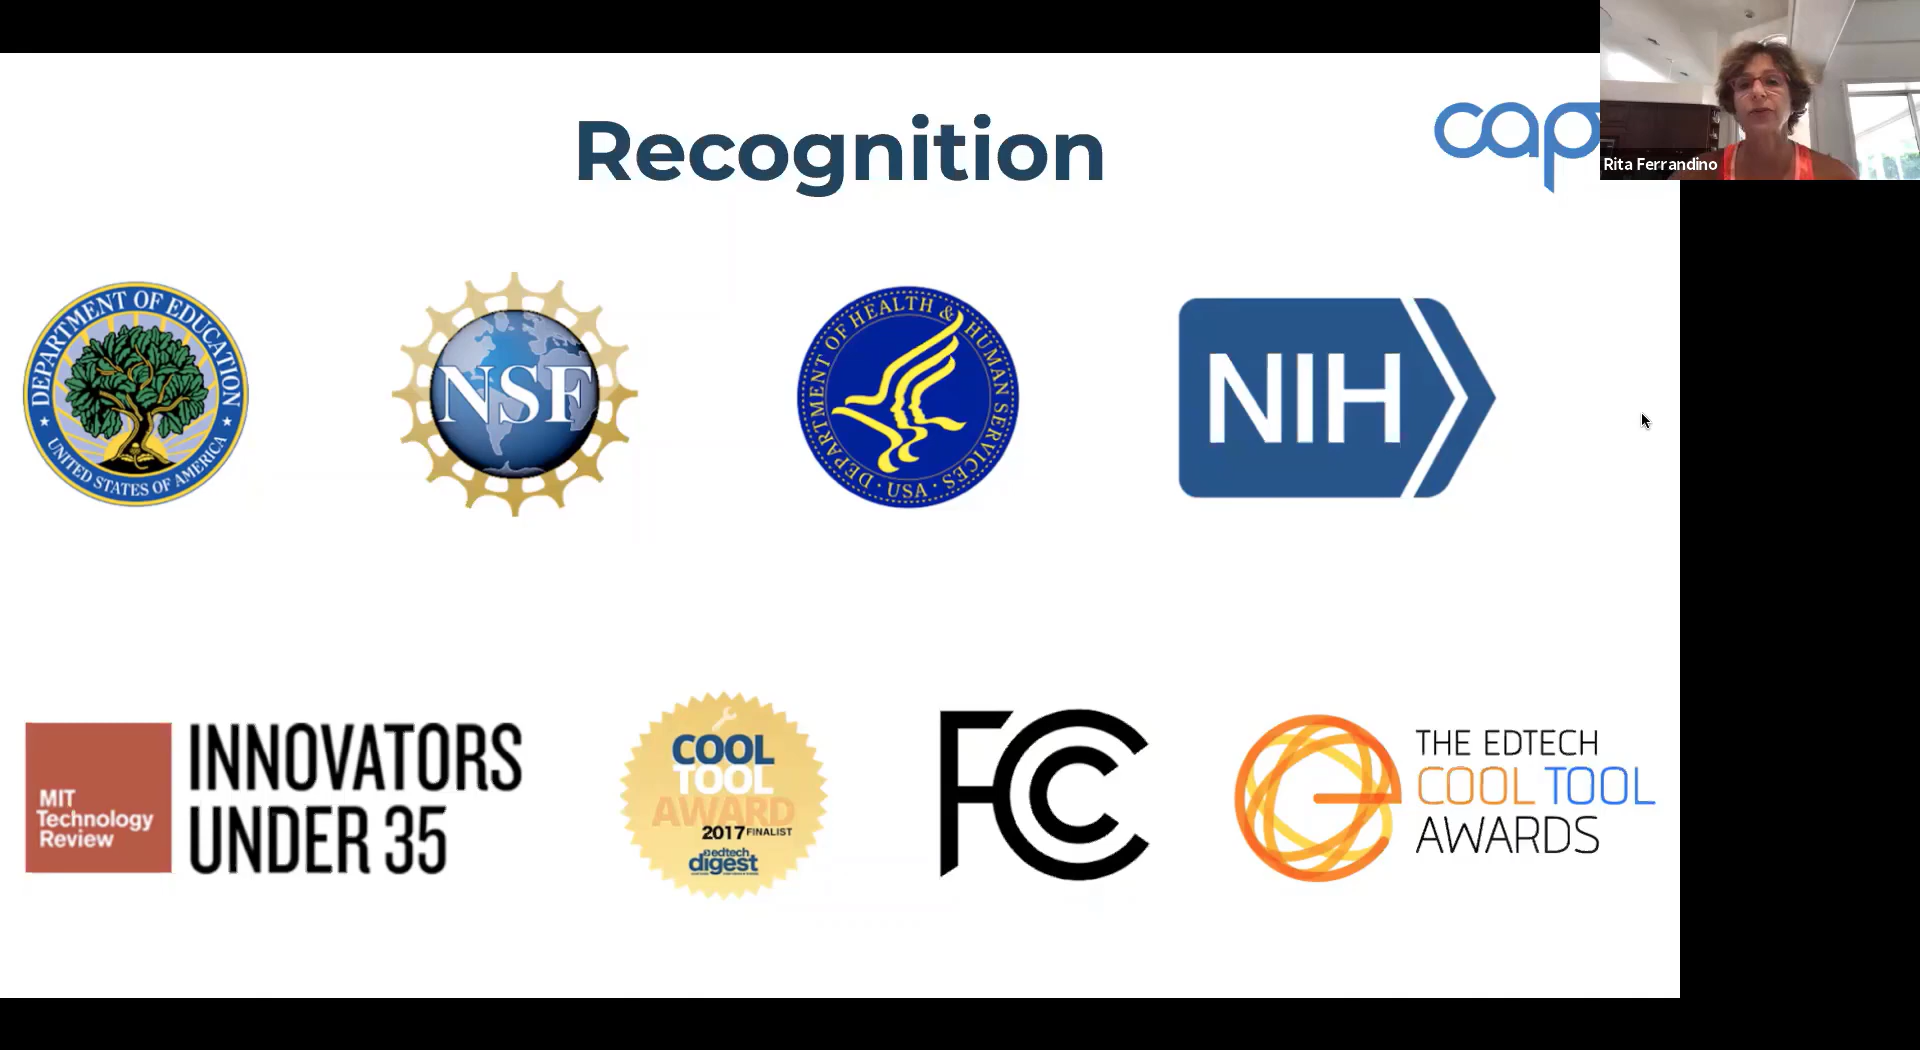 Recognition
cap
Rita Ferrandino
DEPARTMENT OF EDUCATION
UNITED STATES OF AMERICA
NSF
DEPARTMENT OF HEALTH & HUMAN SERVICES · USA ·
NIH
MIT
Technology
Review
INNOVATORS
UNDER 35
COOL
TOOL
AWARD
2017 FINALIST
edtech
digest
FCC
THE EDTECH
COOL TOOL
AWARDS